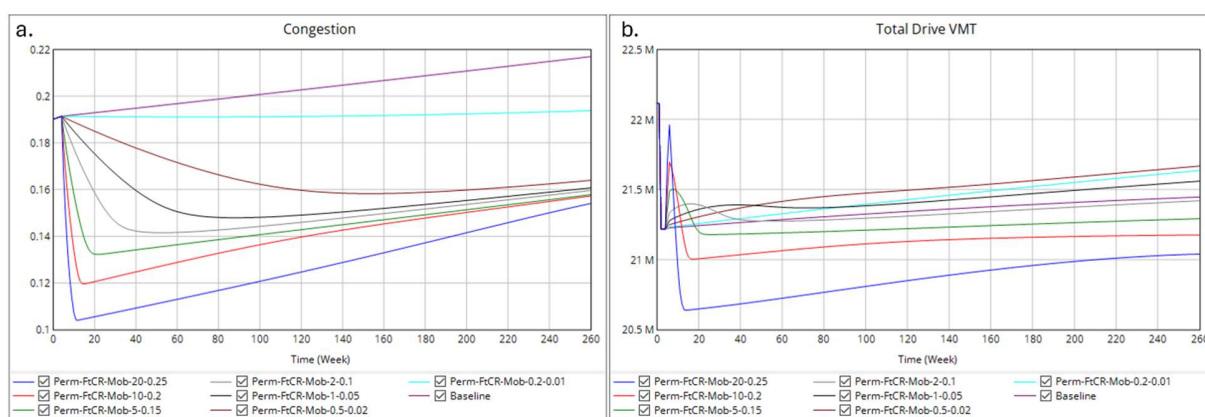 a.
Congestion
0.22
0.2
0.18
0.16
0.14
0.12
0.1
0 20 40 60 80 100 120 140 160 180 200 220 240 260
Time (Week)
Perm-FtCR-Mob-20-0.25 Perm-FtCR-Mob-2-0.1 Perm-FtCR-Mob-0.2-0.01
Perm-FtCR-Mob-10-0.2 Perm-FtCR-Mob-1-0.05 Baseline
Perm-FtCR-Mob-5-0.15 Perm-FtCR-Mob-0.5-0.02
b.
Total Drive VMT
22.5 M
22 M
21.5 M
21 M
20.5 M
0 20 40 60 80 100 120 140 160 180 200 220 240 260
Time (Week)
Perm-FtCR-Mob-20-0.25 Perm-FtCR-Mob-2-0.1 Perm-FtCR-Mob-0.2-0.01
Perm-FtCR-Mob-10-0.2 Perm-FtCR-Mob-1-0.05 Baseline
Perm-FtCR-Mob-5-0.15 Perm-FtCR-Mob-0.5-0.02